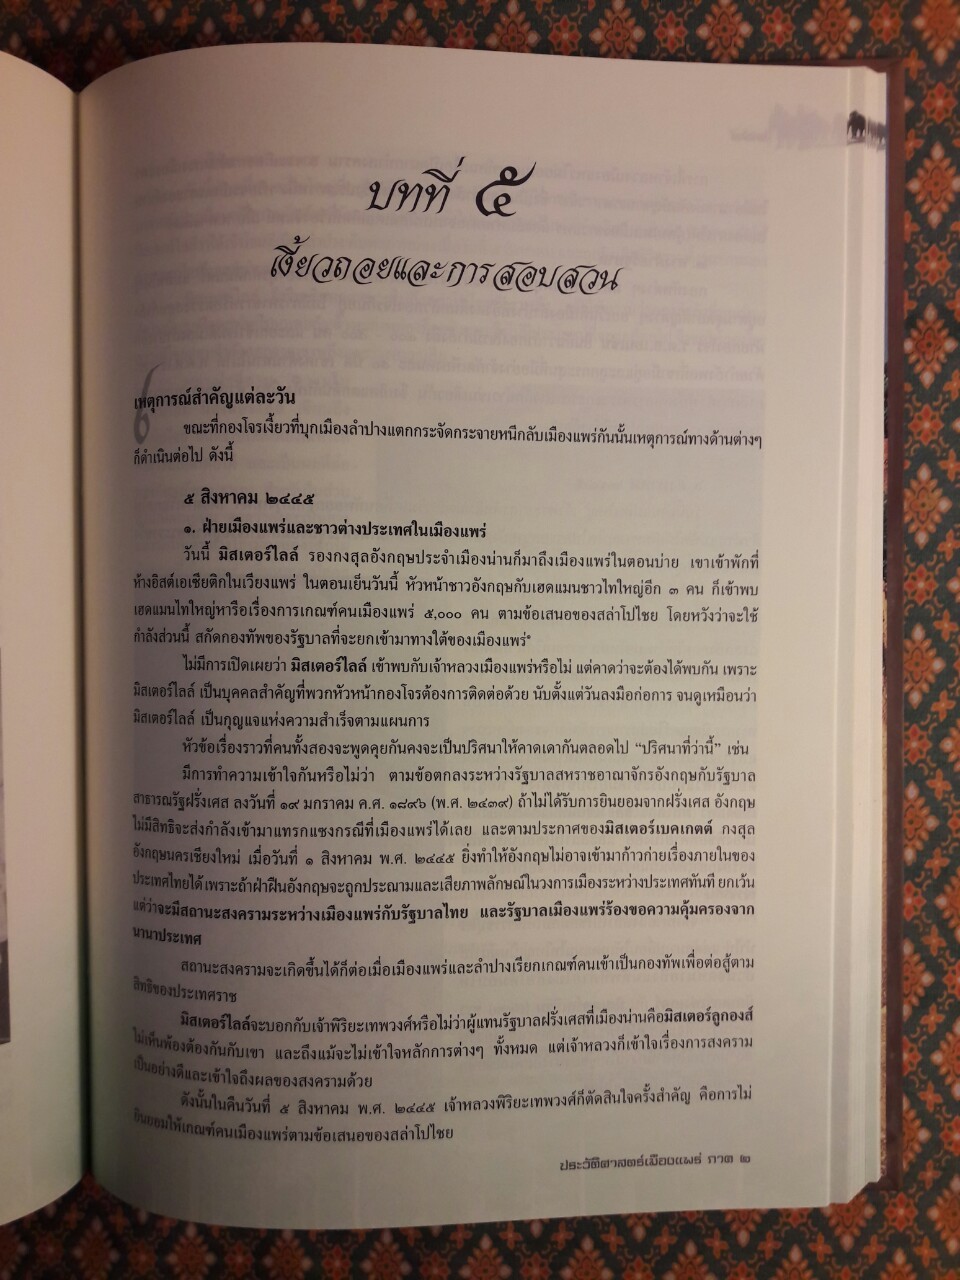 บทที่ ๕
เงี้ยวถอยและการสอบสวน
เหตุการณ์สำคัญแต่ละวัน
ขณะที่กองโจรเงี้ยวที่บุกเมืองลำปางแตกกระจัดกระจายหนีกลับเมืองแพร่กันนั้นเหตุการณ์ทางด้านต่างๆ
ก็ดำเนินต่อไป ดังนี้
๕ สิงหาคม ๒๔๔๕
๑. ฝ่ายเมืองแพร่และชาวต่างประเทศในเมืองแพร่
วันนี้ มิสเตอร์ไลล์ รองกงสุลอังกฤษประจำเมืองน่านก็มาถึงเมืองแพร่ในตอนบ่าย เขาเข้าพักที่
ห้างอิสต์เอเชียติกในเวียงแพร่ ในตอนเย็นวันนี้ หัวหน้าชาวอังกฤษกับเฮดแมนชาวไทใหญ่อีก ๓ คน ก็เข้าพบ
เฮดแมนไทใหญ่หารือเรื่องการเกณฑ์คนเมืองแพร่ ๕,๐๐๐ คน ตามข้อเสนอของสล่าโปไชย โดยหวังว่าจะใช้
กำลังส่วนนี้ สกัดกองทัพของรัฐบาลที่จะยกเข้ามาทางใต้ของเมืองแพร่
ไม่มีการเปิดเผยว่า มิสเตอร์ไลล์ เข้าพบกับเจ้าหลวงเมืองแพร่หรือไม่ แต่คาดว่าจะต้องได้พบกัน เพราะ
มิสเตอร์ไลล์ เป็นบุคคลสำคัญที่พวกหัวหน้ากองโจรต้องการติดต่อด้วย นับตั้งแต่วันลงมือก่อการ จนดูเหมือนว่า
มิสเตอร์ไลล์ เป็นกุญแจแห่งความสำเร็จตามแผนการ
หัวข้อเรื่องราวที่คนทั้งสองจะพูดคุยกันคงจะเป็นปริศนาให้คาดเดากันตลอดไป “ปริศนาที่ว่านี้” เช่น
มีการทำความเข้าใจกันหรือไม่ว่า ตามข้อตกลงระหว่างรัฐบาลสหราชอาณาจักรอังกฤษกับรัฐบาล
สาธารณรัฐฝรั่งเศส ลงวันที่ ๑๙ มกราคม ค.ศ. ๑๘๙๖ (พ.ศ. ๒๔๓๙) ถ้าไม่ได้รับการยินยอมจากฝรั่งเศส อังกฤษ
ไม่มีสิทธิจะส่งกำลังเข้ามาแทรกแซงกรณีที่เมืองแพร่ได้เลย และตามประกาศของมิสเตอร์เบคเกตต์ กงสุล
อังกฤษนครเชียงใหม่ เมื่อวันที่ ๑ สิงหาคม พ.ศ. ๒๔๔๕ ยิ่งทำให้อังกฤษไม่อาจเข้ามาก้าวก่ายเรื่องภายในของ
ประเทศไทยได้ เพราะถ้าฝ่าฝืนอังกฤษจะถูกประณามและเสียภาพลักษณ์ในวงการเมืองระหว่างประเทศทันที ยกเว้น
แต่ว่าจะมีสถานะสงครามระหว่างเมืองแพร่กับรัฐบาลไทย และรัฐบาลเมืองแพร่ร้องขอความคุ้มครองจาก
นานาประเทศ
สถานะสงครามจะเกิดขึ้นได้ก็ต่อเมื่อเมืองแพร่และลำปางเรียกเกณฑ์คนเข้าเป็นกองทัพเพื่อต่อสู้ตาม
สิทธิของประเทศราช
มิสเตอร์ไลล์จะบอกกับเจ้าพิริยะเทพวงศ์หรือไม่ว่าผู้แทนรัฐบาลฝรั่งเศสที่เมืองน่านคือมิสเตอร์ลูกองส์
ไม่เห็นพ้องต้องกันกับเขา และถึงแม้จะไม่เข้าใจหลักการต่างๆ ทั้งหมด แต่เจ้าหลวงก็เข้าใจเรื่องการสงคราม
เป็นอย่างดีและเข้าใจถึงผลของสงครามด้วย
ดังนั้นในคืนวันที่ ๕ สิงหาคม พ.ศ. ๒๔๔๕ เจ้าหลวงพิริยะเทพวงศ์ก็ตัดสินใจครั้งสำคัญ คือการไม่
ยินยอมให้เกณฑ์คนเมืองแพร่ตามข้อเสนอของสล่าโปไชย
ประวัติศาสตร์เมืองแพร่ ภาค ๒